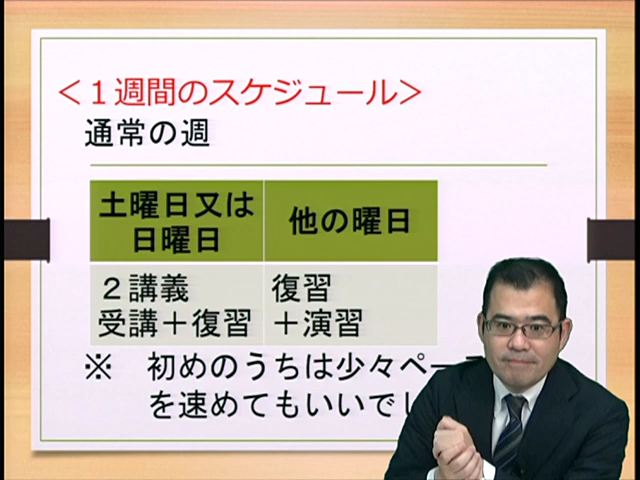 ＜１週間のスケジュール＞
通常の週
土曜日又は
日曜日
他の曜日
２講義
受講＋復習
復習
＋演習
※　初めのうちは少々ペー
を速めてもいいでし